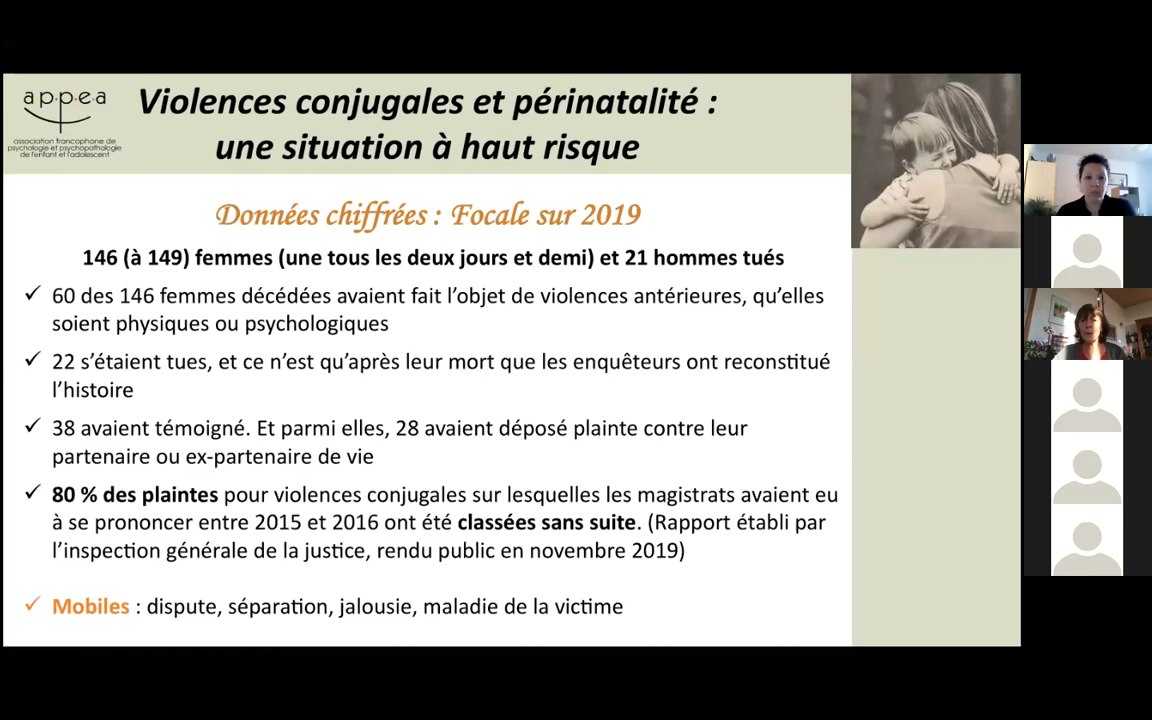 appea
association francophone de
psychologie et psychopathologie
de l'enfant et l'adolescent
Violences conjugales et périnatalité :
une situation à haut risque
Données chiffrées : Focale sur 2019
146 (à 149) femmes (une tous les deux jours et demi) et 21 hommes tués
✓ 60 des 146 femmes décédées avaient fait l’objet de violences antérieures, qu’elles
soient physiques ou psychologiques
✓ 22 s’étaient tues, et ce n’est qu’après leur mort que les enquêteurs ont reconstitué
l’histoire
✓ 38 avaient témoigné. Et parmi elles, 28 avaient déposé plainte contre leur
partenaire ou ex-partenaire de vie
✓ 80 % des plaintes pour violences conjugales sur lesquelles les magistrats avaient eu
à se prononcer entre 2015 et 2016 ont été classées sans suite. (Rapport établi par
l’inspection générale de la justice, rendu public en novembre 2019)
✓ Mobiles : dispute, séparation, jalousie, maladie de la victime